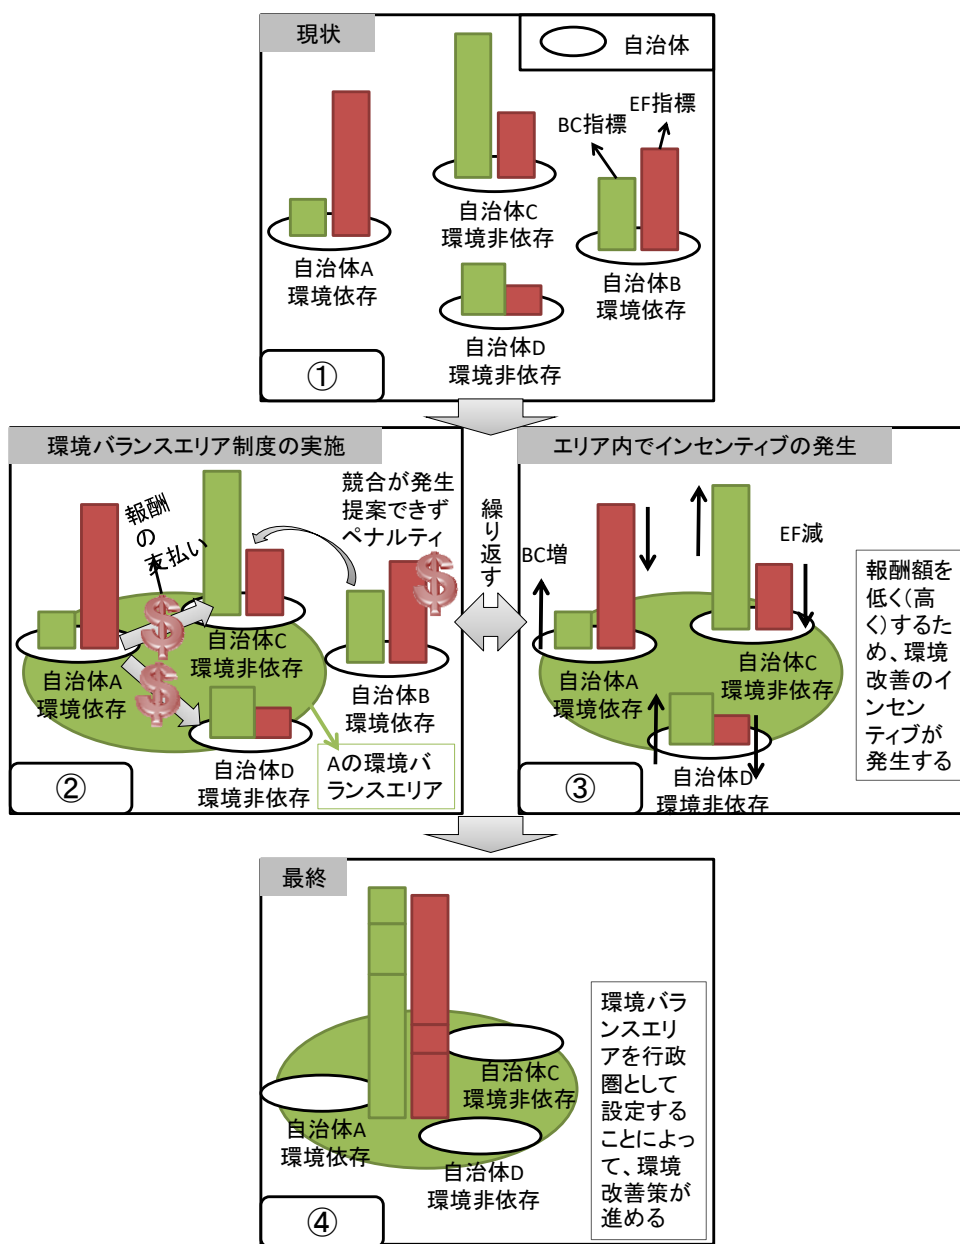 現状
自治体
EF指標
BC指標
自治体C
環境非依存
自治体A
環境依存
自治体B
環境依存
自治体D
環境非依存
①
環境バランスエリア制度の実施
競合が発生
提案できず
ペナルティ
報酬
の
支払い
$
$
$
自治体C
環境非依存
自治体A
環境依存
自治体B
環境依存
自治体D
環境非依存
Aの環境バ
ランスエリア
②
繰り返す
エリア内でインセンティブの発生
BC増
EF減
自治体A
環境依存
自治体C
環境非依存
自治体D
環境非依存
③
報酬額を
低く(高
く)するた
め、環境
改善のイ
ンセン
ティブが
発生する
最終
自治体C
環境非依存
自治体A
環境依存
自治体D
環境非依存
④
環境バラ
ンスエリ
アを行政
圏として
設定する
ことによっ
て、環境
改善策が
進める